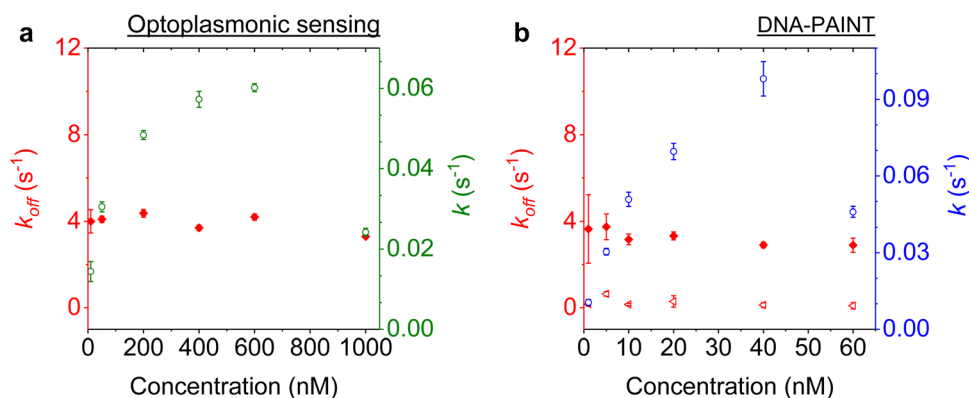 a
Optoplasmonic sensing
12
8
4
0
k_off (s⁻¹)
0.06
0.04
0.02
0.00
k (s⁻¹)
0 200 400 600 800 1000
Concentration (nM)
b
DNA-PAINT
12
8
4
0
k_off (s⁻¹)
0.09
0.06
0.03
0.00
k (s⁻¹)
0 10 20 30 40 50 60
Concentration (nM)